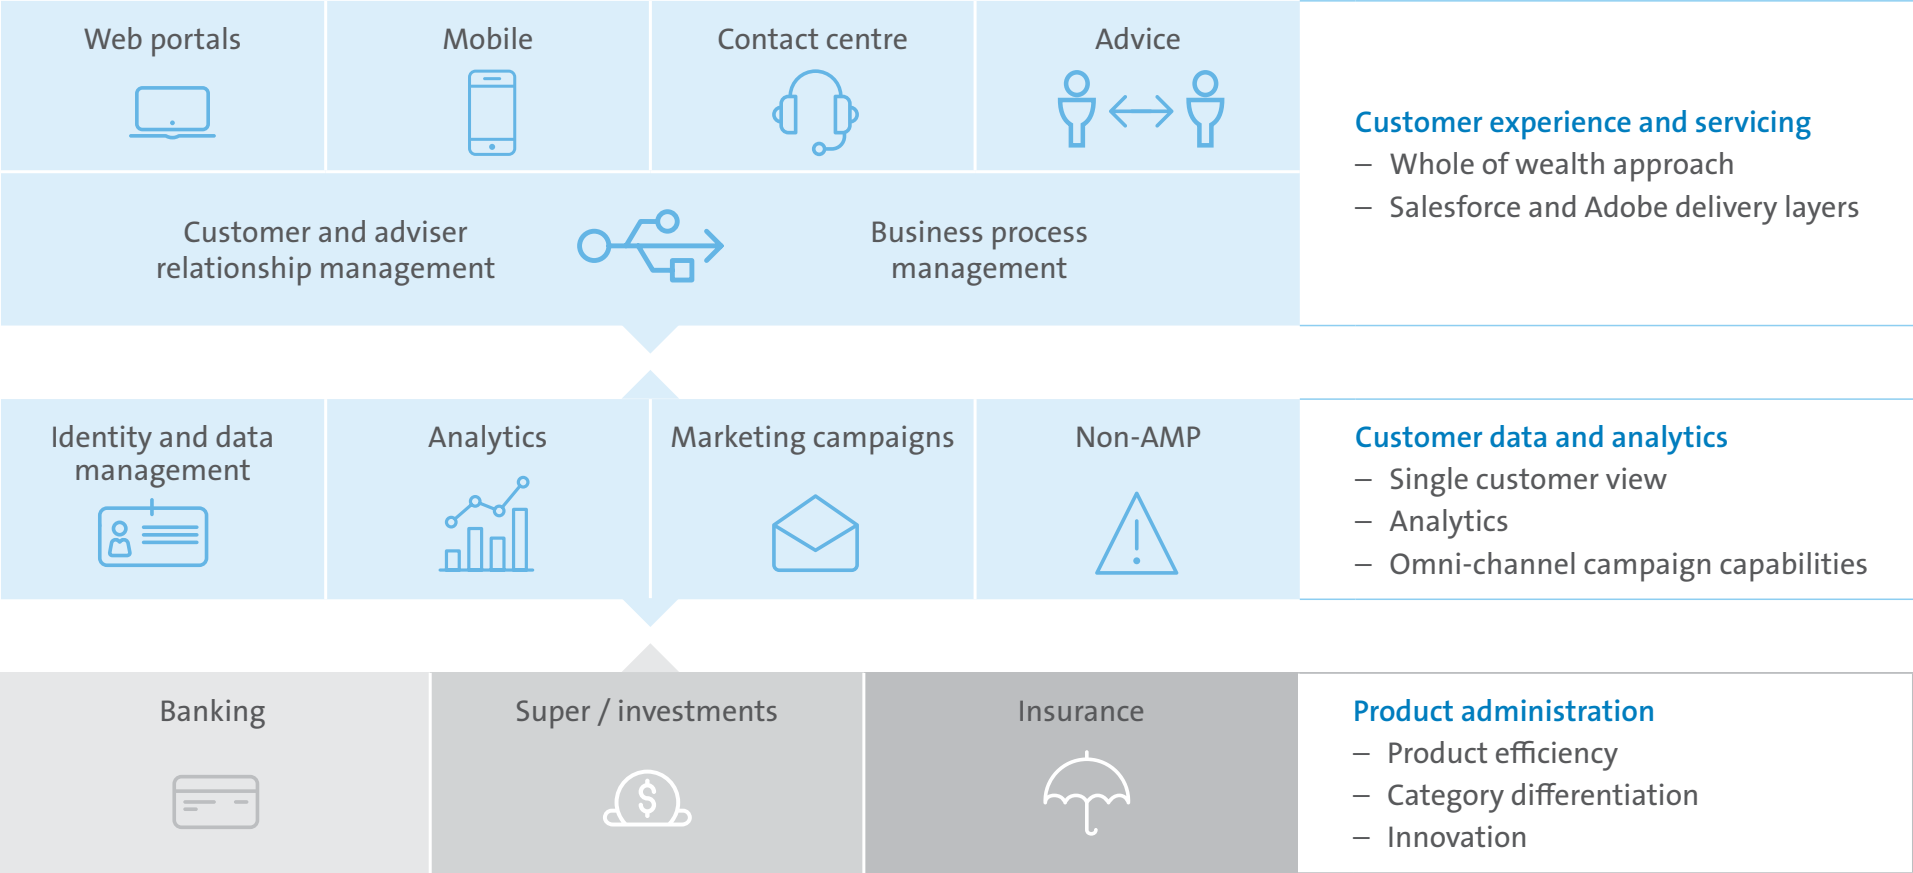 Web portals
Mobile
Contact centre
Advice
Customer experience and servicing
– Whole of wealth approach
– Salesforce and Adobe delivery layers
Customer and adviser
relationship management
Business process
management
Identity and data
management
Analytics
Marketing campaigns
Non-AMP
Customer data and analytics
– Single customer view
– Analytics
– Omni-channel campaign capabilities
Banking
Super / investments
$
Insurance
Product administration
– Product efficiency
– Category differentiation
– Innovation